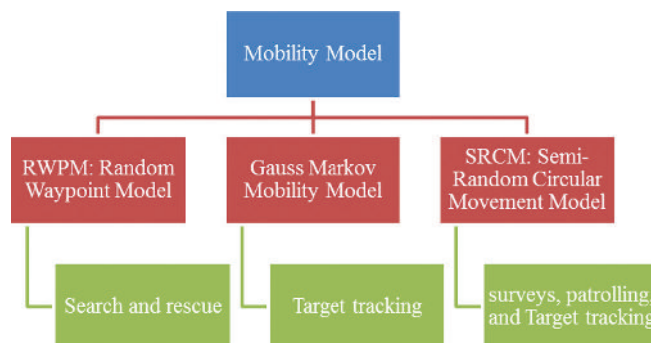 Mobility Model
RWPM: Random
Waypoint Model
Gauss Markov
Mobility Model
SRCM: Semi-
Random Circular
Movement Model
Search and rescue
Target tracking
surveys, patrolling,
and Target tracking